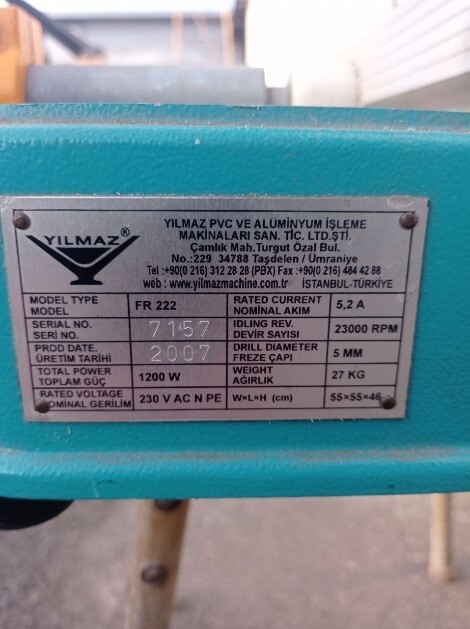 YILMAZ®
YILMAZ PVC VE ALÜMİNYUM İŞLEME
MAKİNALARI SAN. TİC. LTD.ŞTİ.
Çamlık Mah.Turgut Özal Bul.
No.:229 34788 Taşdelen / Ümraniye
Tel :+90(0 216) 312 28 28 (PBX) Fax :+90(0 216) 484 42 88
web : www.yilmazmachine.com.tr İSTANBUL-TÜRKİYE
MODEL TYPE
MODEL
FR 222
RATED CURRENT
NOMİNAL AKIM
5,2 A
SERIAL NO.
SERİ NO.
7157
IDLING REV.
DEVİR SAYISI
23000 RPM
PROD DATE.
ÜRETİM TARİHİ
2007
DRILL DIAMETER
FREZE ÇAPI
5 MM
TOTAL POWER
TOPLAM GÜÇ
1200 W
WEIGHT
AĞIRLIK
27 KG
RATED VOLTAGE
NOMİNAL GERİLİM
230 V AC N PE
W×L×H (cm)
55×55×46